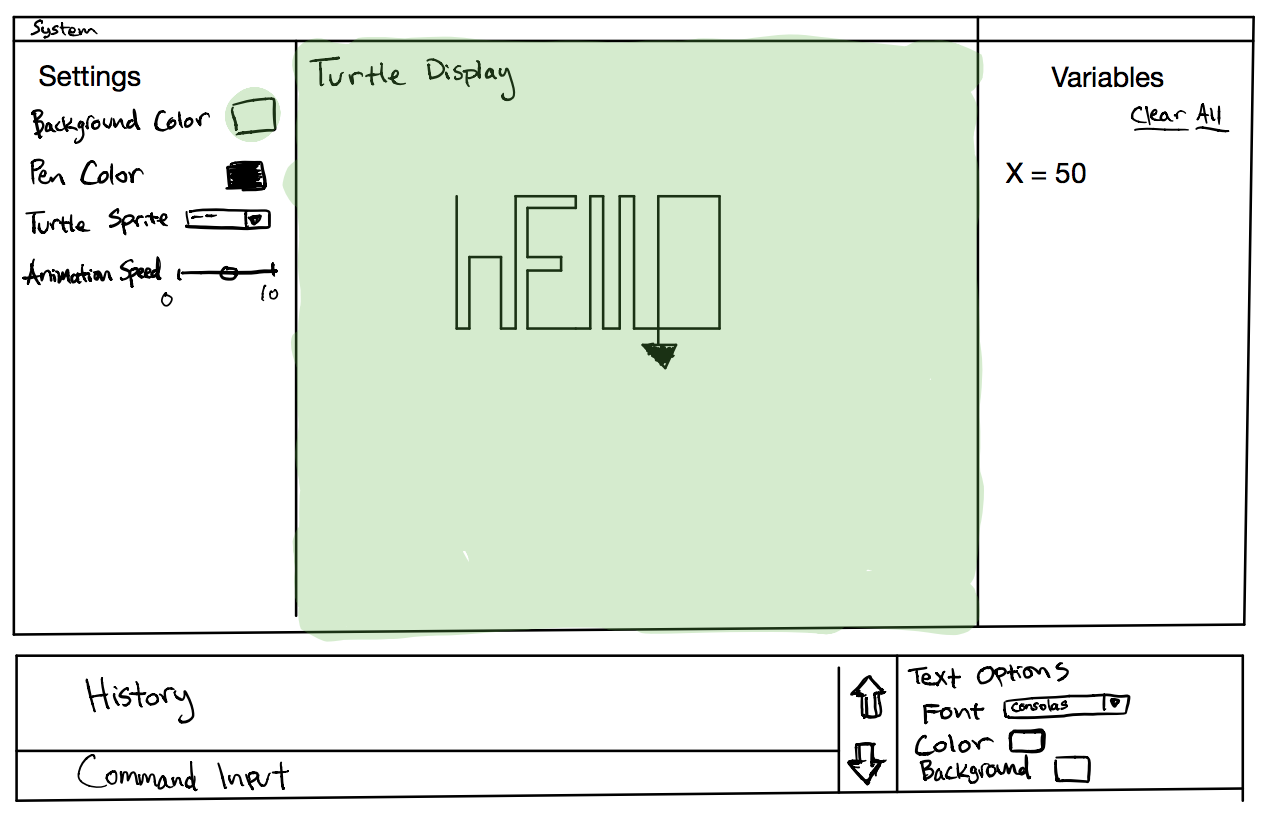 System
Settings
Background Color
Pen Color
Turtle Sprite --
Animation Speed
0 10
Turtle Display
hEllO
Variables
Clear All
X = 50
History
Command Input
Text Options
Font Consolas
Color
Background